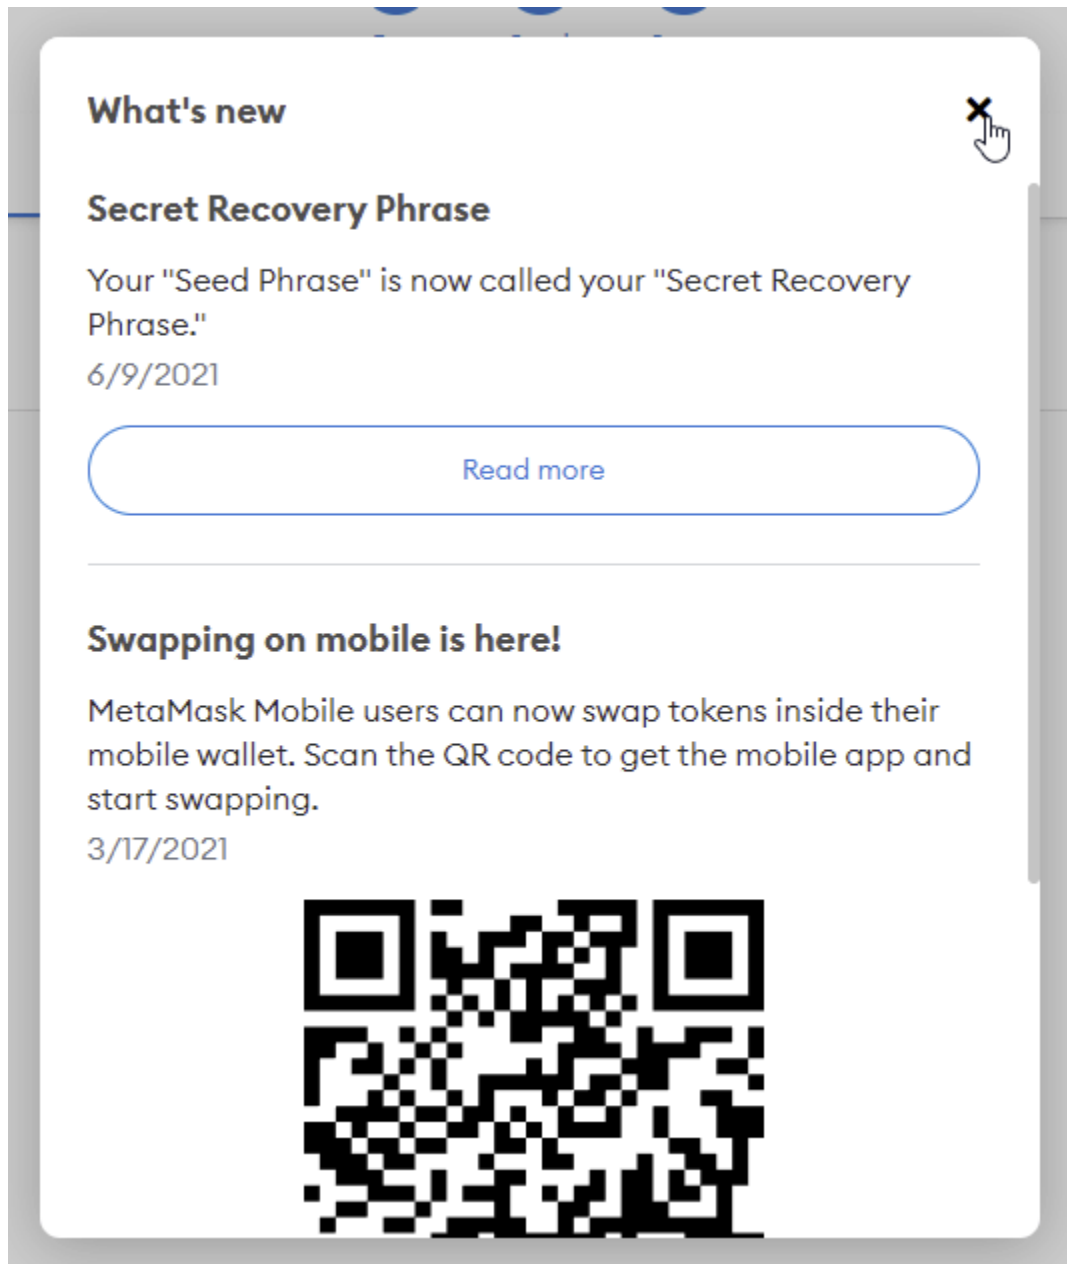 What's new
Secret Recovery Phrase
Your "Seed Phrase" is now called your "Secret Recovery
Phrase."
6/9/2021
Read more
Swapping on mobile is here!
MetaMask Mobile users can now swap tokens inside their
mobile wallet. Scan the QR code to get the mobile app and
start swapping.
3/17/2021